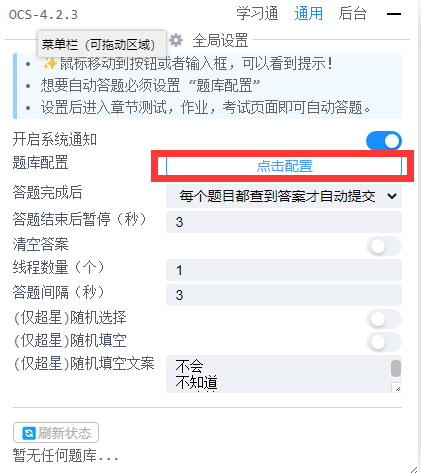 OCS-4.2.3 学习通 通用 后台
菜单栏（可拖动区域） 全局设置
✨鼠标移动到按钮或者输入框，可以看到提示！
想要自动答题必须设置 “题库配置”
设置后进入章节测试，作业，考试页面即可自动答题。
开启系统通知
题库配置 点击配置
答题完成后 每个题目都查到答案才自动提交
答题结束后暂停（秒） 3
清空答案
线程数量（个） 1
答题间隔（秒） 3
(仅超星)随机选择
(仅超星)随机填空
(仅超星)随机填空文案 不会
不知道
刷新状态
暂无任何题库...